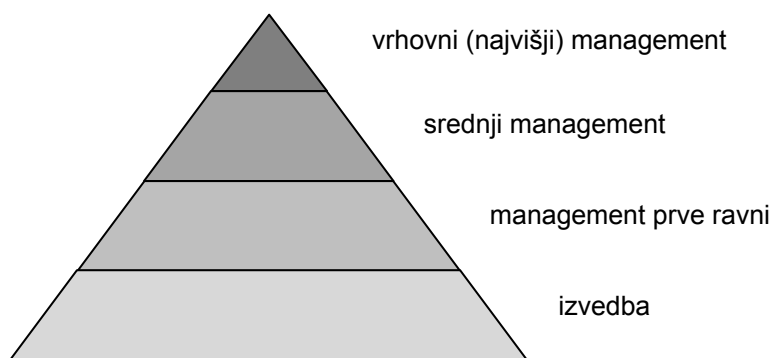 vrhovni (najvišji) management
srednji management
management prve ravni
izvedba